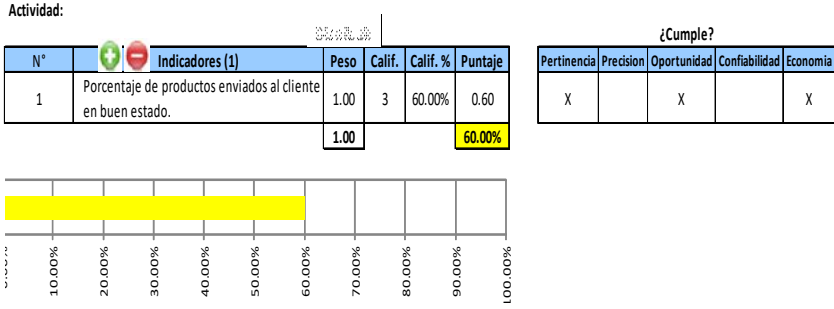 Actividad:
¿Cumple?
N° Indicadores (1) Peso Calif. Calif. % Puntaje Pertinencia Precision Oportunidad Confiabilidad Economia
1 Porcentaje de productos enviados al cliente en buen estado. 1.00 3 60.00% 0.60 X X X
1.00 60.00%
10.00% 20.00% 30.00% 40.00% 50.00% 60.00% 70.00% 80.00% 90.00% 100.00%